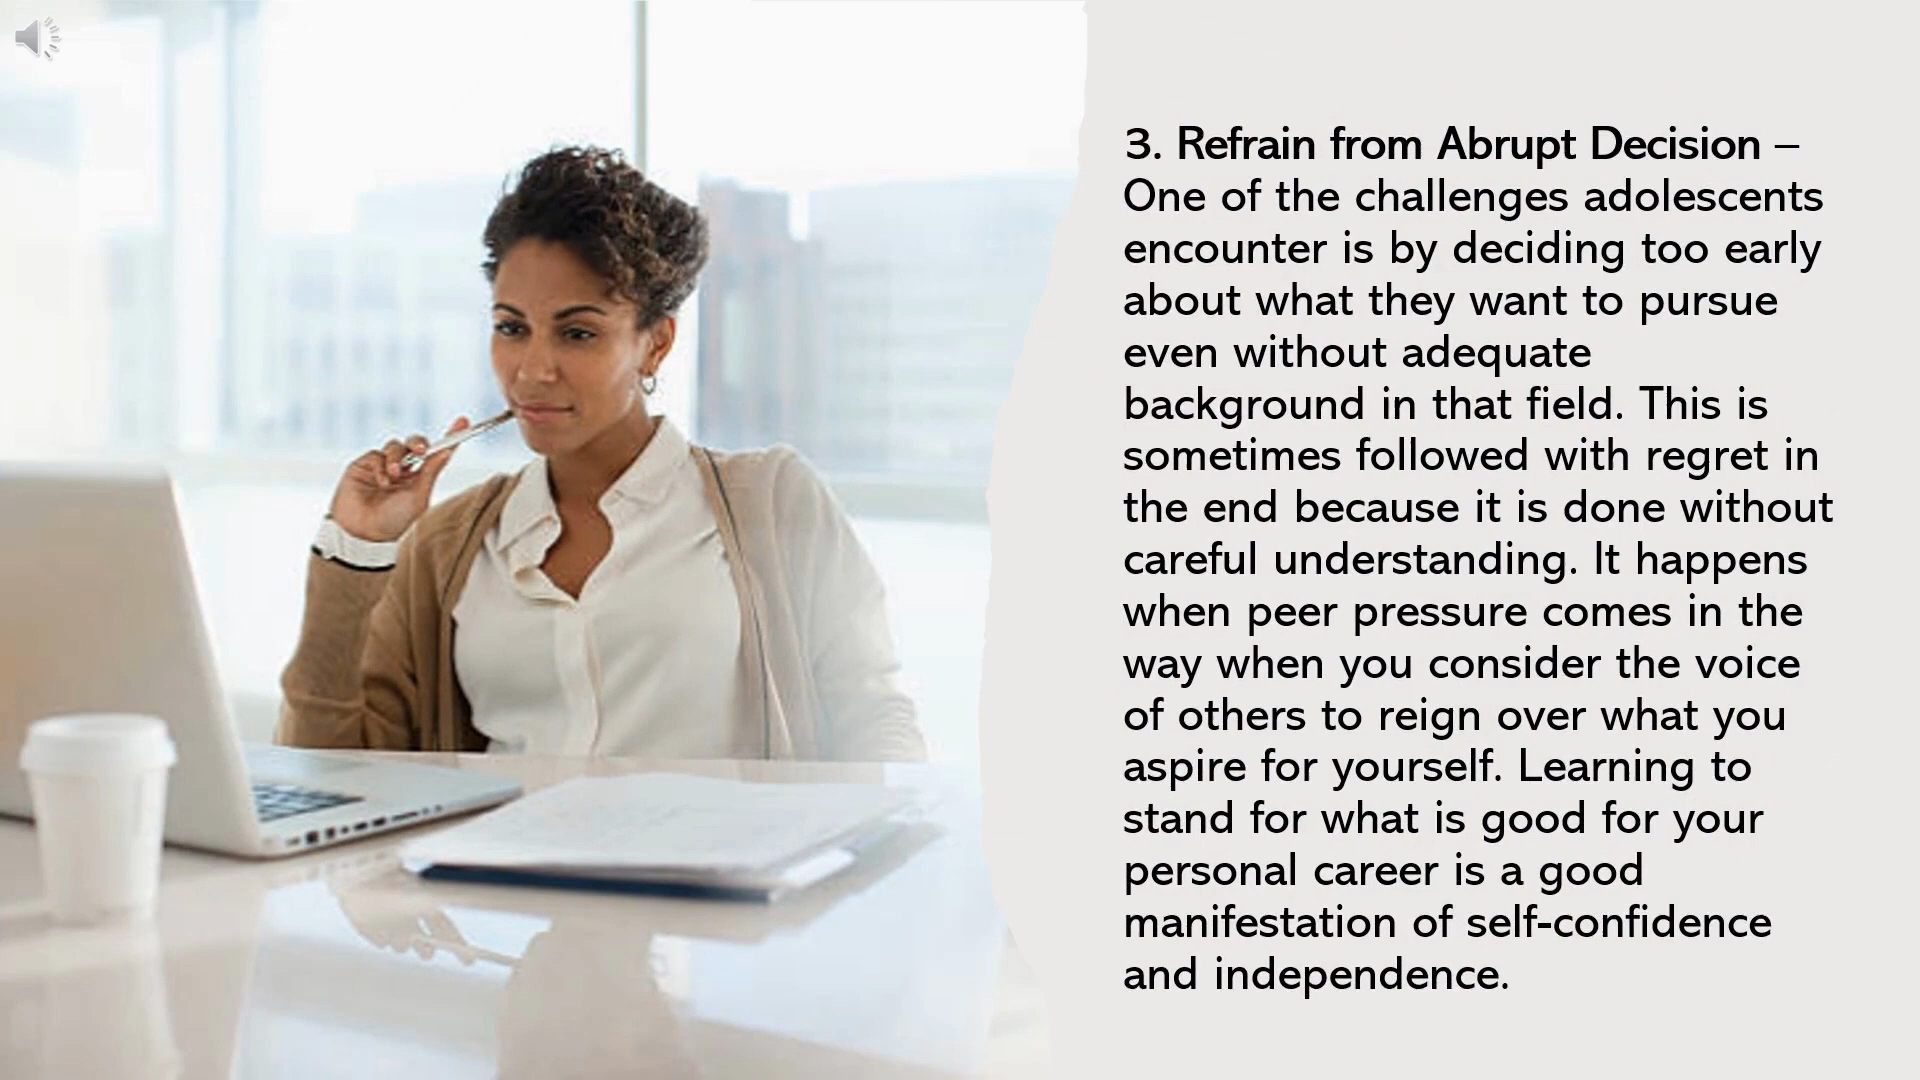 3. Refrain from Abrupt Decision –
One of the challenges adolescents
encounter is by deciding too early
about what they want to pursue
even without adequate
background in that field. This is
sometimes followed with regret in
the end because it is done without
careful understanding. It happens
when peer pressure comes in the
way when you consider the voice
of others to reign over what you
aspire for yourself. Learning to
stand for what is good for your
personal career is a good
manifestation of self-confidence
and independence.